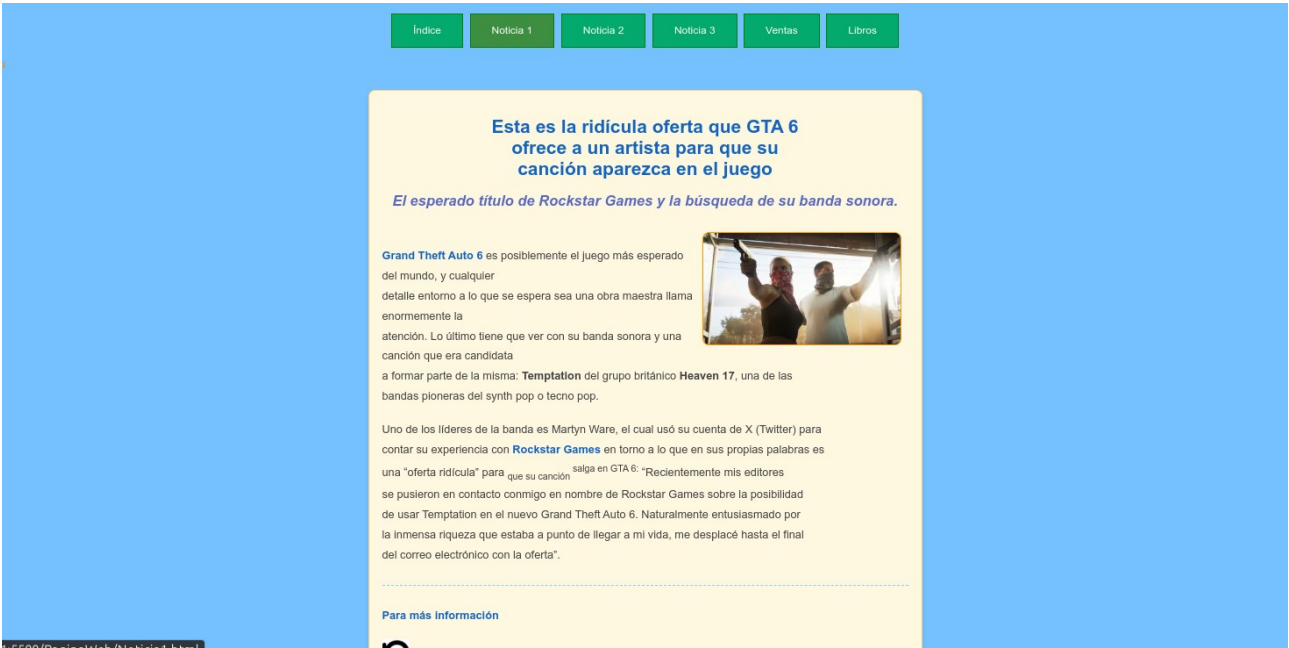 Índice Noticia 1 Noticia 2 Noticia 3 Ventas Libros
Esta es la ridícula oferta que GTA 6
ofrece a un artista para que su
canción aparezca en el juego
El esperado título de Rockstar Games y la búsqueda de su banda sonora.
Grand Theft Auto 6 es posiblemente el juego más esperado
del mundo, y cualquier
detalle entorno a lo que se espera sea una obra maestra llama
enormemente la
atención. Lo último tiene que ver con su banda sonora y una
canción que era candidata
a formar parte de la misma: Temptation del grupo británico Heaven 17, una de las
bandas pioneras del synth pop o tecno pop.
Uno de los líderes de la banda es Martyn Ware, el cual usó su cuenta de X (Twitter) para
contar su experiencia con Rockstar Games en torno a lo que en sus propias palabras es
una “oferta ridícula” para que su canción salga en GTA 6: “Recientemente mis editores
se pusieron en contacto conmigo en nombre de Rockstar Games sobre la posibilidad
de usar Temptation en el nuevo Grand Theft Auto 6. Naturalmente entusiasmado por
la inmensa riqueza que estaba a punto de llegar a mi vida, me desplacé hasta el final
del correo electrónico con la oferta”.
Para más información